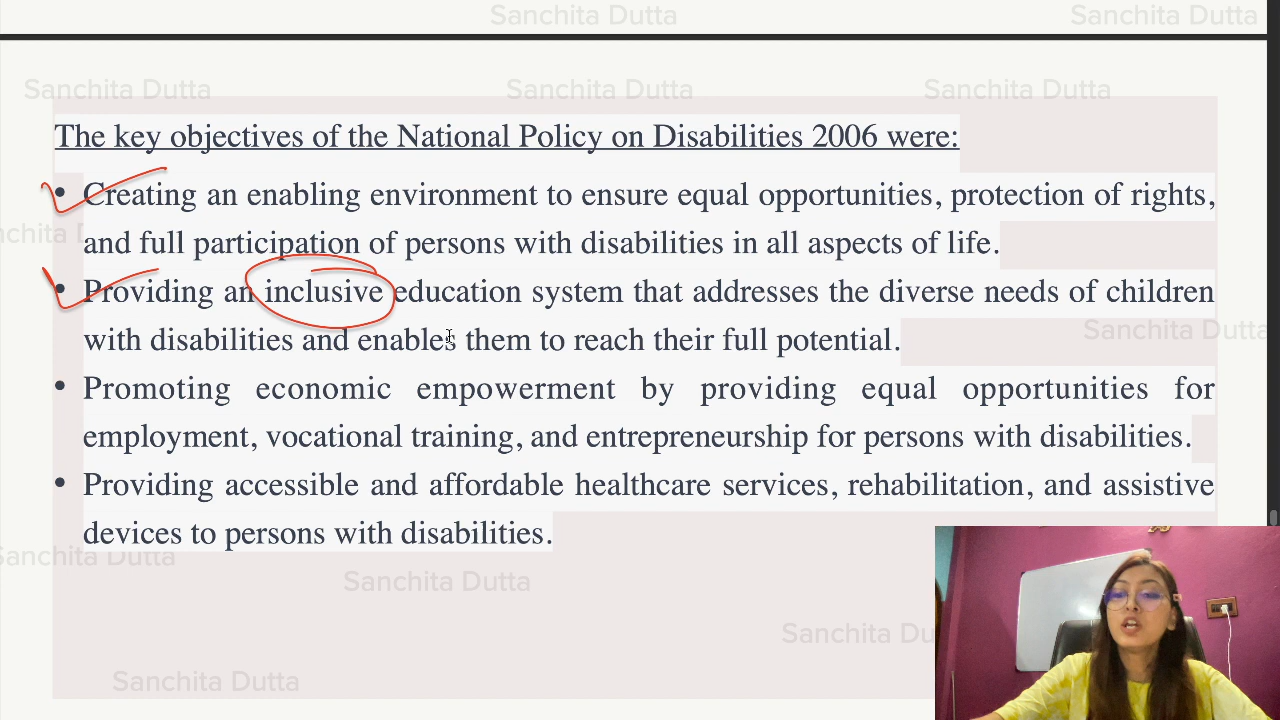 Sanchita Dutta Sanchita Dutta
Sanchita Dutta Sanchita Dutta Sanchita Dutta
The key objectives of the National Policy on Disabilities 2006 were:
• Creating an enabling environment to ensure equal opportunities, protection of rights,
and full participation of persons with disabilities in all aspects of life.
• Providing an inclusive education system that addresses the diverse needs of children
Sanchita Dutta
with disabilities and enables them to reach their full potential.
• Promoting economic empowerment by providing equal opportunities for
employment, vocational training, and entrepreneurship for persons with disabilities.
• Providing accessible and affordable healthcare services, rehabilitation, and assistive
devices to persons with disabilities.
Sanchita Dutta
Sanchita Dutta
Sanchita Du
Sanchita Dutta